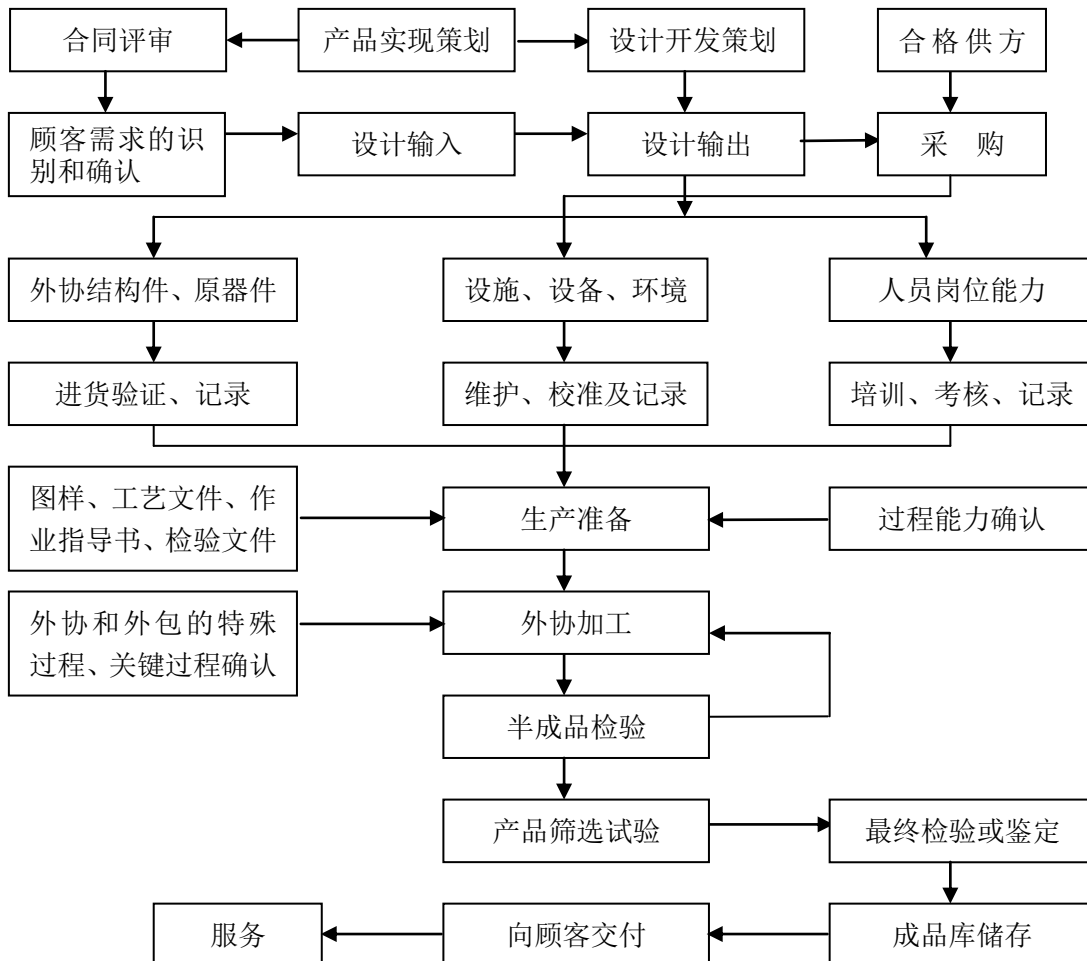 合同评审
产品实现策划
设计开发策划
合格供方
顾客需求的识
别和确认
设计输入
设计输出
采 购
外协结构件、原器件
设施、设备、环境
人员岗位能力
进货验证、记录
维护、校准及记录
培训、考核、记录
图样、工艺文件、作
业指导书、检验文件
生产准备
过程能力确认
外协和外包的特殊
过程、关键过程确认
外协加工
半成品检验
产品筛选试验
最终检验或鉴定
服务
向顾客交付
成品库储存